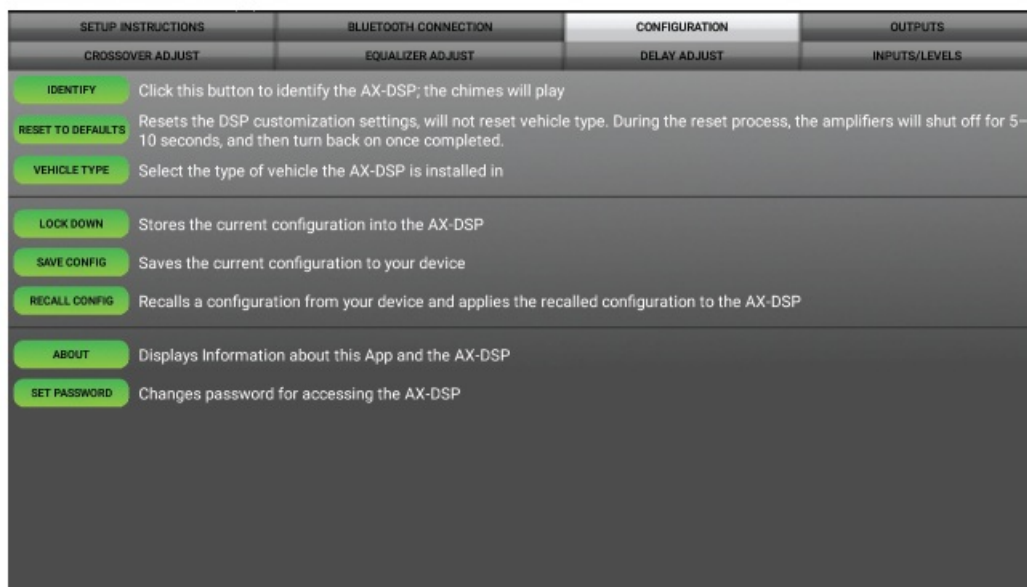 SETUP INSTRUCTIONS BLUETOOTH CONNECTION CONFIGURATION OUTPUTS
CROSSOVER ADJUST EQUALIZER ADJUST DELAY ADJUST INPUTS/LEVELS
IDENTIFY Click this button to identify the AX-DSP; the chimes will play
RESET TO DEFAULTS Resets the DSP customization settings, will not reset vehicle type. During the reset process, the amplifiers will shut off for 5–
10 seconds, and then turn back on once completed.
VEHICLE TYPE Select the type of vehicle the AX-DSP is installed in
LOCK DOWN Stores the current configuration into the AX-DSP
SAVE CONFIG Saves the current configuration to your device
RECALL CONFIG Recalls a configuration from your device and applies the recalled configuration to the AX-DSP
ABOUT Displays Information about this App and the AX-DSP
SET PASSWORD Changes password for accessing the AX-DSP